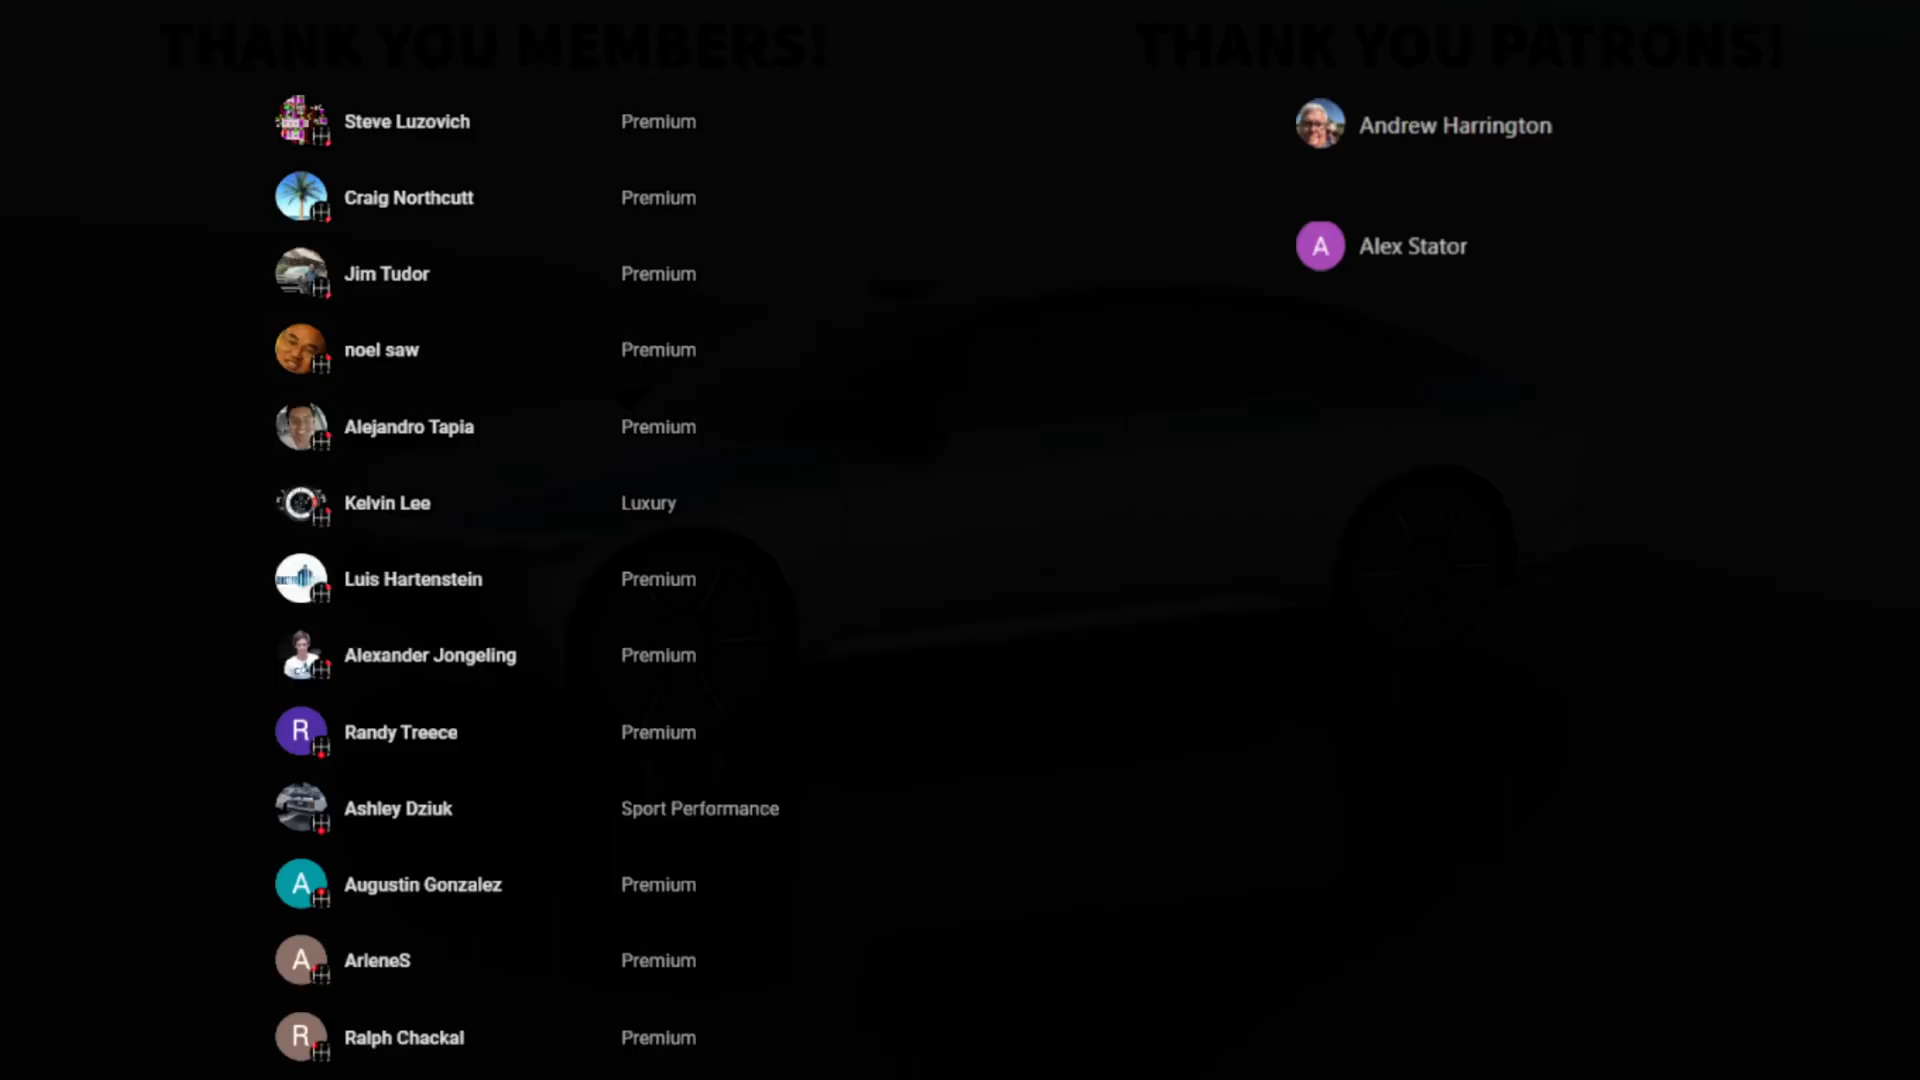 THANK YOU MEMBERS!
Steve Luzovich Premium
Craig Northcutt Premium
Jim Tudor Premium
noel saw Premium
Alejandro Tapia Premium
Kelvin Lee Luxury
Luis Hartenstein Premium
Alexander Jongeling Premium
R Randy Treece Premium
Ashley Dziuk Sport Performance
A Augustin Gonzalez Premium
A ArleneS Premium
R Ralph Chackal Premium
THANK YOU PATRONS!
Andrew Harrington
A Alex Stator